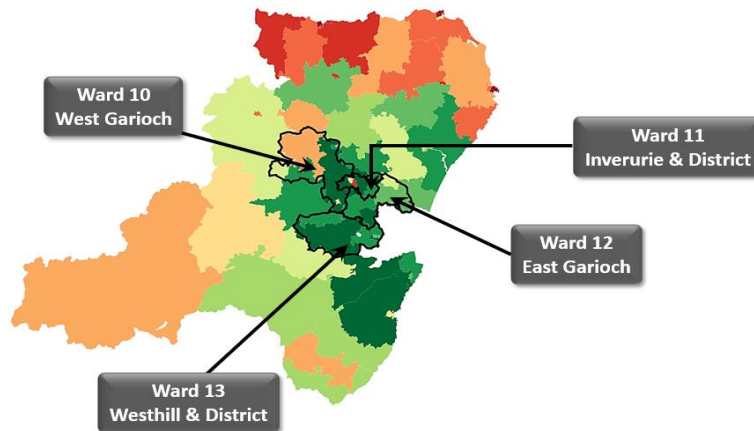 Ward 10
West Garioch
Ward 11
Inverurie & District
Ward 12
East Garioch
Ward 13
Westhill & District